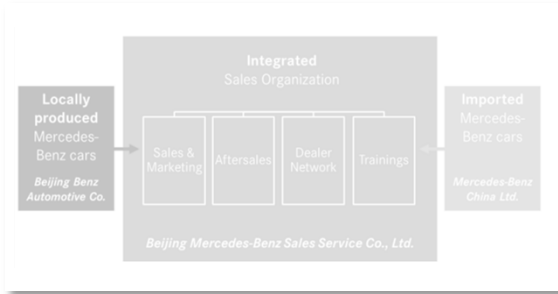 Integrated
Sales Organization
Locally
produced
Mercedes-
Benz cars
Beijing Benz
Automotive Co.
Sales &
Marketing
Aftersales
Dealer
Network
Trainings
Imported
Mercedes-
Benz cars
Mercedes-Benz
China Ltd.
Beijing Mercedes-Benz Sales Service Co., Ltd.